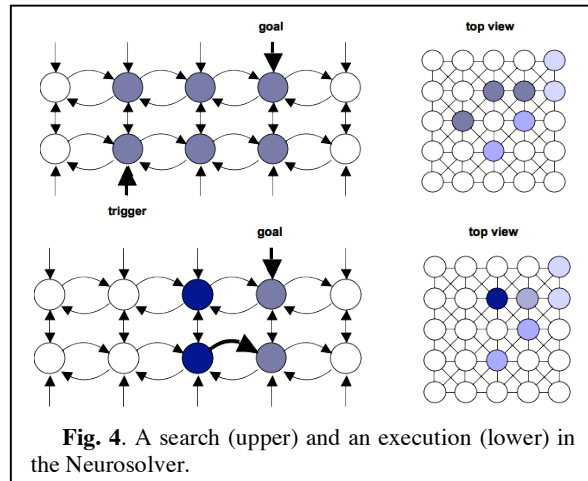 goal
top view
trigger
goal
top view
Fig. 4. A search (upper) and an execution (lower) in
the Neurosolver.